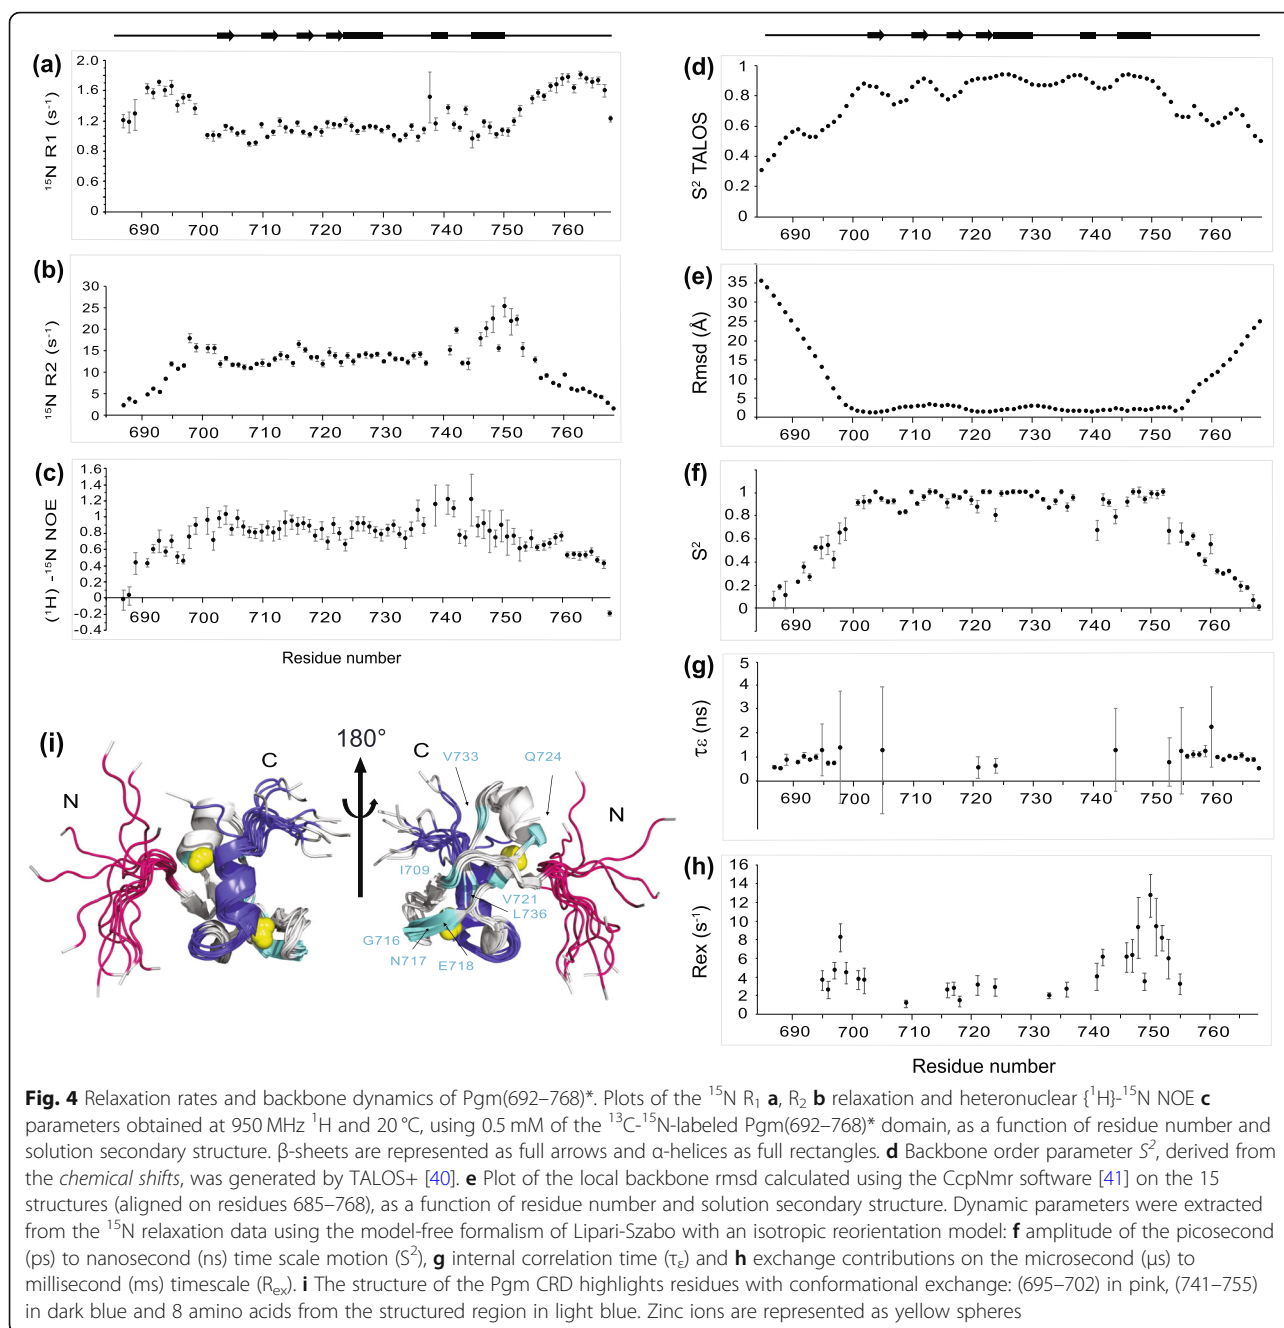 (a)
¹⁵N R1 (s⁻¹)
2.0
1.6
1.2
0.8
0.6
0
690 700 710 720 730 740 750 760
(b)
¹⁵N R2 (s⁻¹)
30
25
20
15
10
5
0
690 700 710 720 730 740 750 760
(c)
(¹H) -¹⁵N NOE
1.6
1.4
1.2
1.0
0.8
0.6
0.4
0.2
0
-0.2
-0.4
690 700 710 720 730 740 750 760
Residue number
(d)
S² TALOS
1
0.8
0.6
0.4
0.2
0
690 700 710 720 730 740 750 760
(e)
Rmsd (Å)
35
30
25
20
15
10
5
0
690 700 710 720 730 740 750 760
(f)
S²
1
0.8
0.6
0.4
0.2
0
690 700 710 720 730 740 750 760
(g)
τε (ns)
5
4
3
2
1
0
690 700 710 720 730 740 750 760
(h)
Rex (s⁻¹)
16
14
12
10
8
6
4
2
0
690 700 710 720 730 740 750 760
Residue number
(i)
N
C
180°
C
V733
Q724
N
I709
V721
L736
G716
N717
E718
Fig. 4 Relaxation rates and backbone dynamics of Pgm(692–768)*. Plots of the ¹⁵N R₁ a, R₂ b relaxation and heteronuclear {¹H}-¹⁵N NOE c
parameters obtained at 950 MHz ¹H and 20 °C, using 0.5 mM of the ¹³C-¹⁵N-labeled Pgm(692–768)* domain, as a function of residue number and
solution secondary structure. β-sheets are represented as full arrows and α-helices as full rectangles. d Backbone order parameter S², derived from
the chemical shifts, was generated by TALOS+ [40]. e Plot of the local backbone rmsd calculated using the CcpNmr software [41] on the 15
structures (aligned on residues 685–768), as a function of residue number and solution secondary structure. Dynamic parameters were extracted
from the ¹⁵N relaxation data using the model-free formalism of Lipari-Szabo with an isotropic reorientation model: f amplitude of the picosecond
(ps) to nanosecond (ns) time scale motion (S²), g internal correlation time (τε) and h exchange contributions on the microsecond (μs) to
millisecond (ms) timescale (Rₑₓ). i The structure of the Pgm CRD highlights residues with conformational exchange: (695–702) in pink, (741–755)
in dark blue and 8 amino acids from the structured region in light blue. Zinc ions are represented as yellow spheres